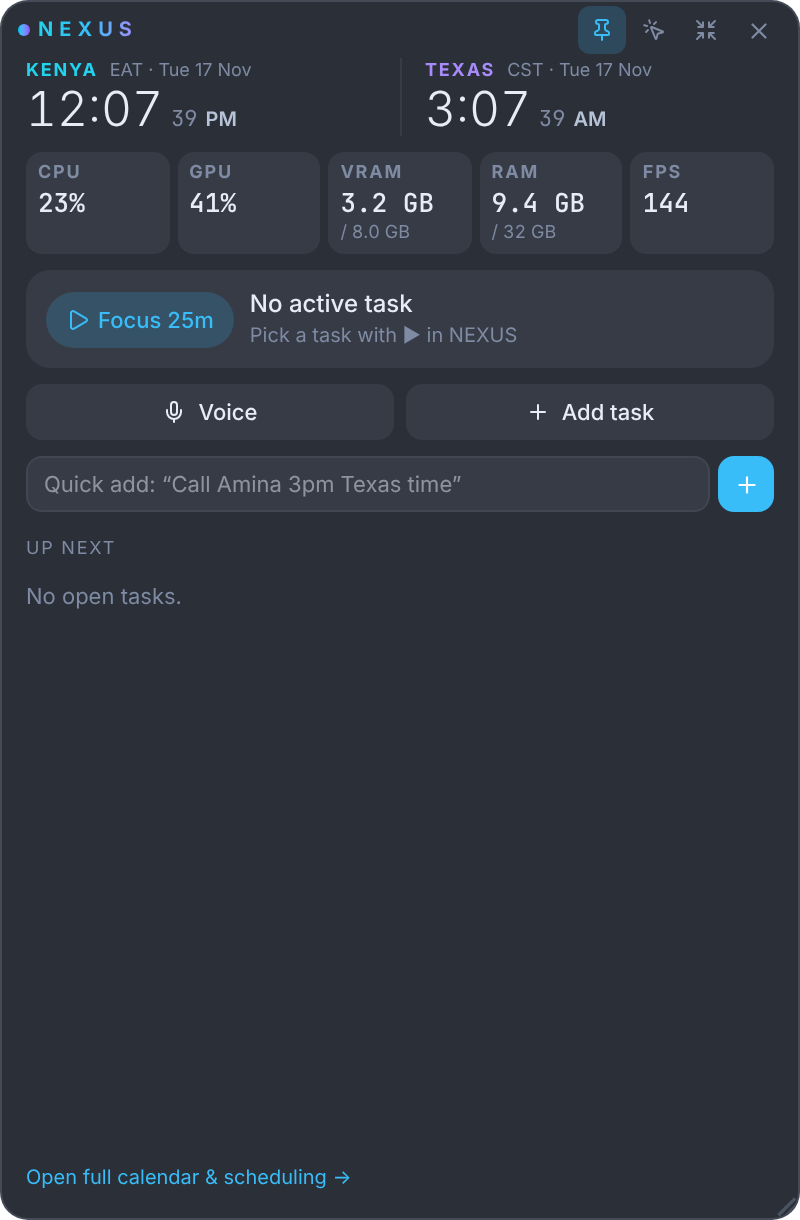 NEXUS
KENYA EAT · Tue 17 Nov
12:07 39 PM
TEXAS CST · Tue 17 Nov
3:07 39 AM
CPU
23%
GPU
41%
VRAM
3.2 GB
/ 8.0 GB
RAM
9.4 GB
/ 32 GB
FPS
144
Focus 25m
No active task
Pick a task with ▶ in NEXUS
Voice
Add task
Quick add: “Call Amina 3pm Texas time”
UP NEXT
No open tasks.
Open full calendar & scheduling →